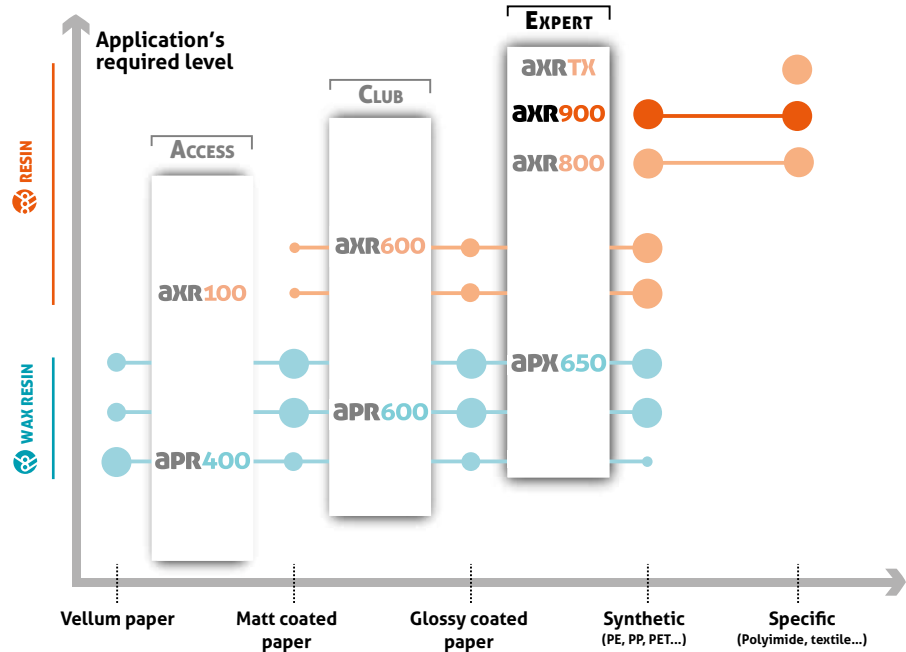 Application's
required level
EXPERT
CLUB
ACCESS
aXRTX
aXR900
aXR800
aXR600
aXR100
aPX650
aPR600
aPR400
RESIN
WAX RESIN
Vellum paper
Matt coated
paper
Glossy coated
paper
Synthetic
(PE, PP, PET...)
Specific
(Polyimide, textile...)